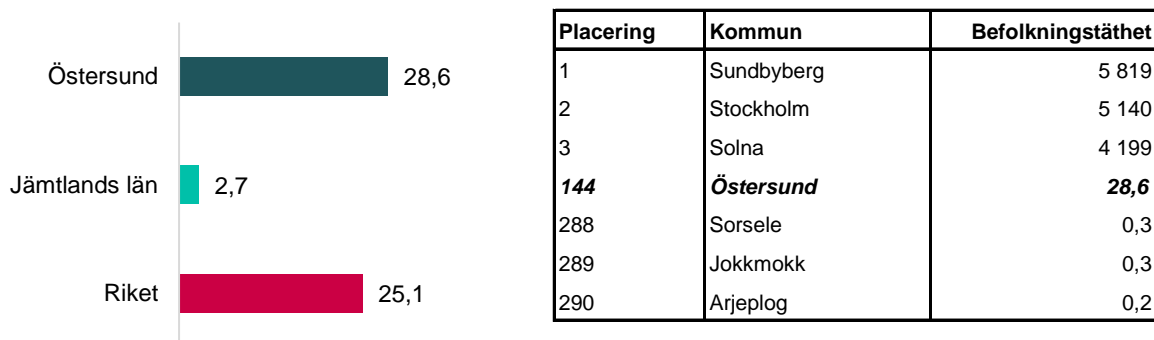 Östersund 28,6
Jämtlands län 2,7
Riket 25,1
Placering Kommun Befolkningstäthet
1 Sundbyberg 5 819
2 Stockholm 5 140
3 Solna 4 199
144 Östersund 28,6
288 Sorsele 0,3
289 Jokkmokk 0,3
290 Arjeplog 0,2